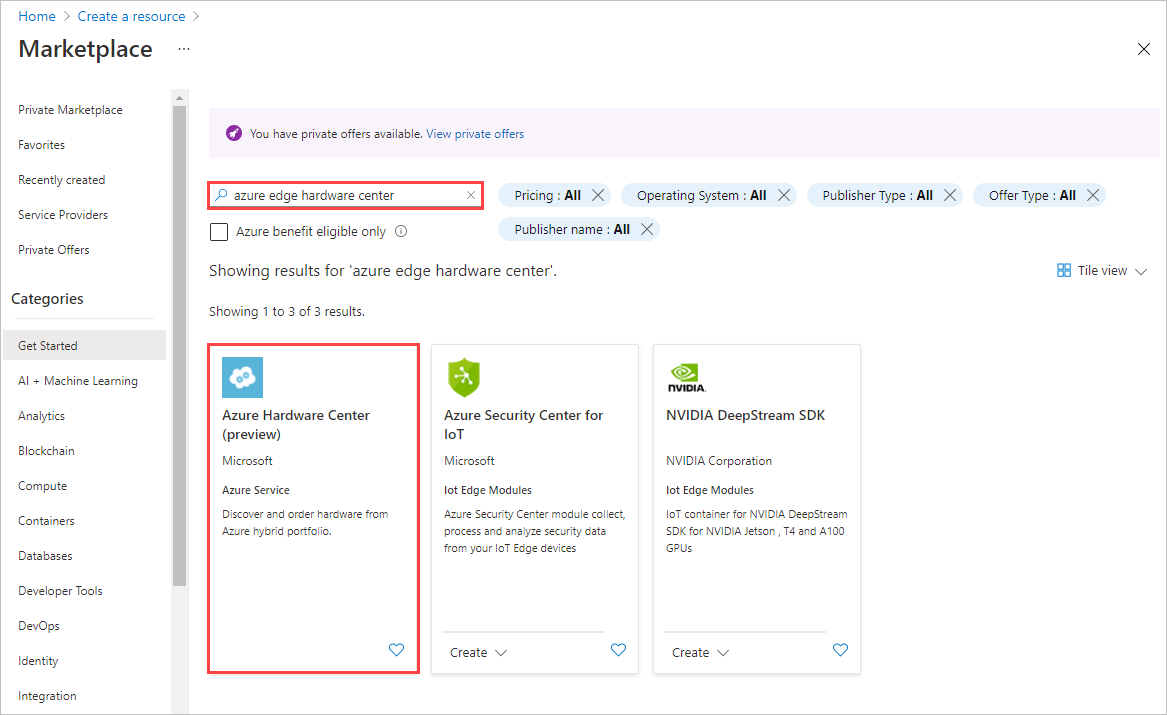 Home > Create a resource >
Marketplace ...
Private Marketplace
Favorites
Recently created
Service Providers
Private Offers
Categories
Get Started
AI + Machine Learning
Analytics
Blockchain
Compute
Containers
Databases
Developer Tools
DevOps
Identity
Integration
You have private offers available. View private offers
azure edge hardware center
Pricing : All
Operating System : All
Publisher Type : All
Offer Type : All
Azure benefit eligible only
Publisher name : All
Showing results for 'azure edge hardware center'.
Tile view
Showing 1 to 3 of 3 results.
Azure Hardware Center
(preview)
Microsoft
Azure Service
Discover and order hardware from
Azure hybrid portfolio.
Azure Security Center for
IoT
Microsoft
Iot Edge Modules
Azure Security Center module collect,
process and analyze security data
from your IoT Edge devices
Create
NVIDIA.
NVIDIA DeepStream SDK
NVIDIA Corporation
Iot Edge Modules
IoT container for NVIDIA DeepStream
SDK for NVIDIA Jetson , T4 and A100
GPUs
Create